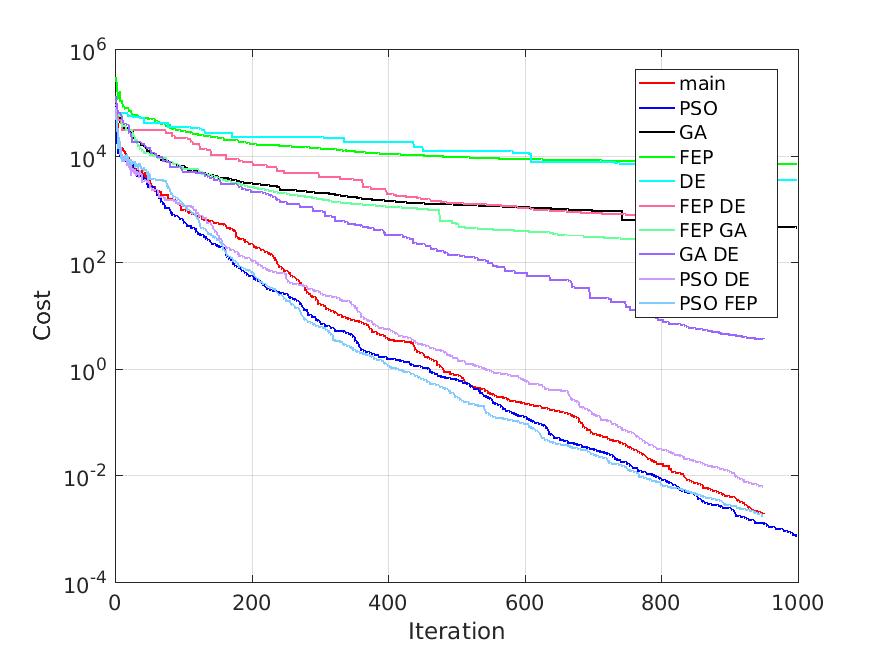 10^6
10^4
10^2
10^0
10^-2
10^-4
Cost
0 200 400 600 800 1000
Iteration
main
PSO
GA
FEP
DE
FEP DE
FEP GA
GA DE
PSO DE
PSO FEP